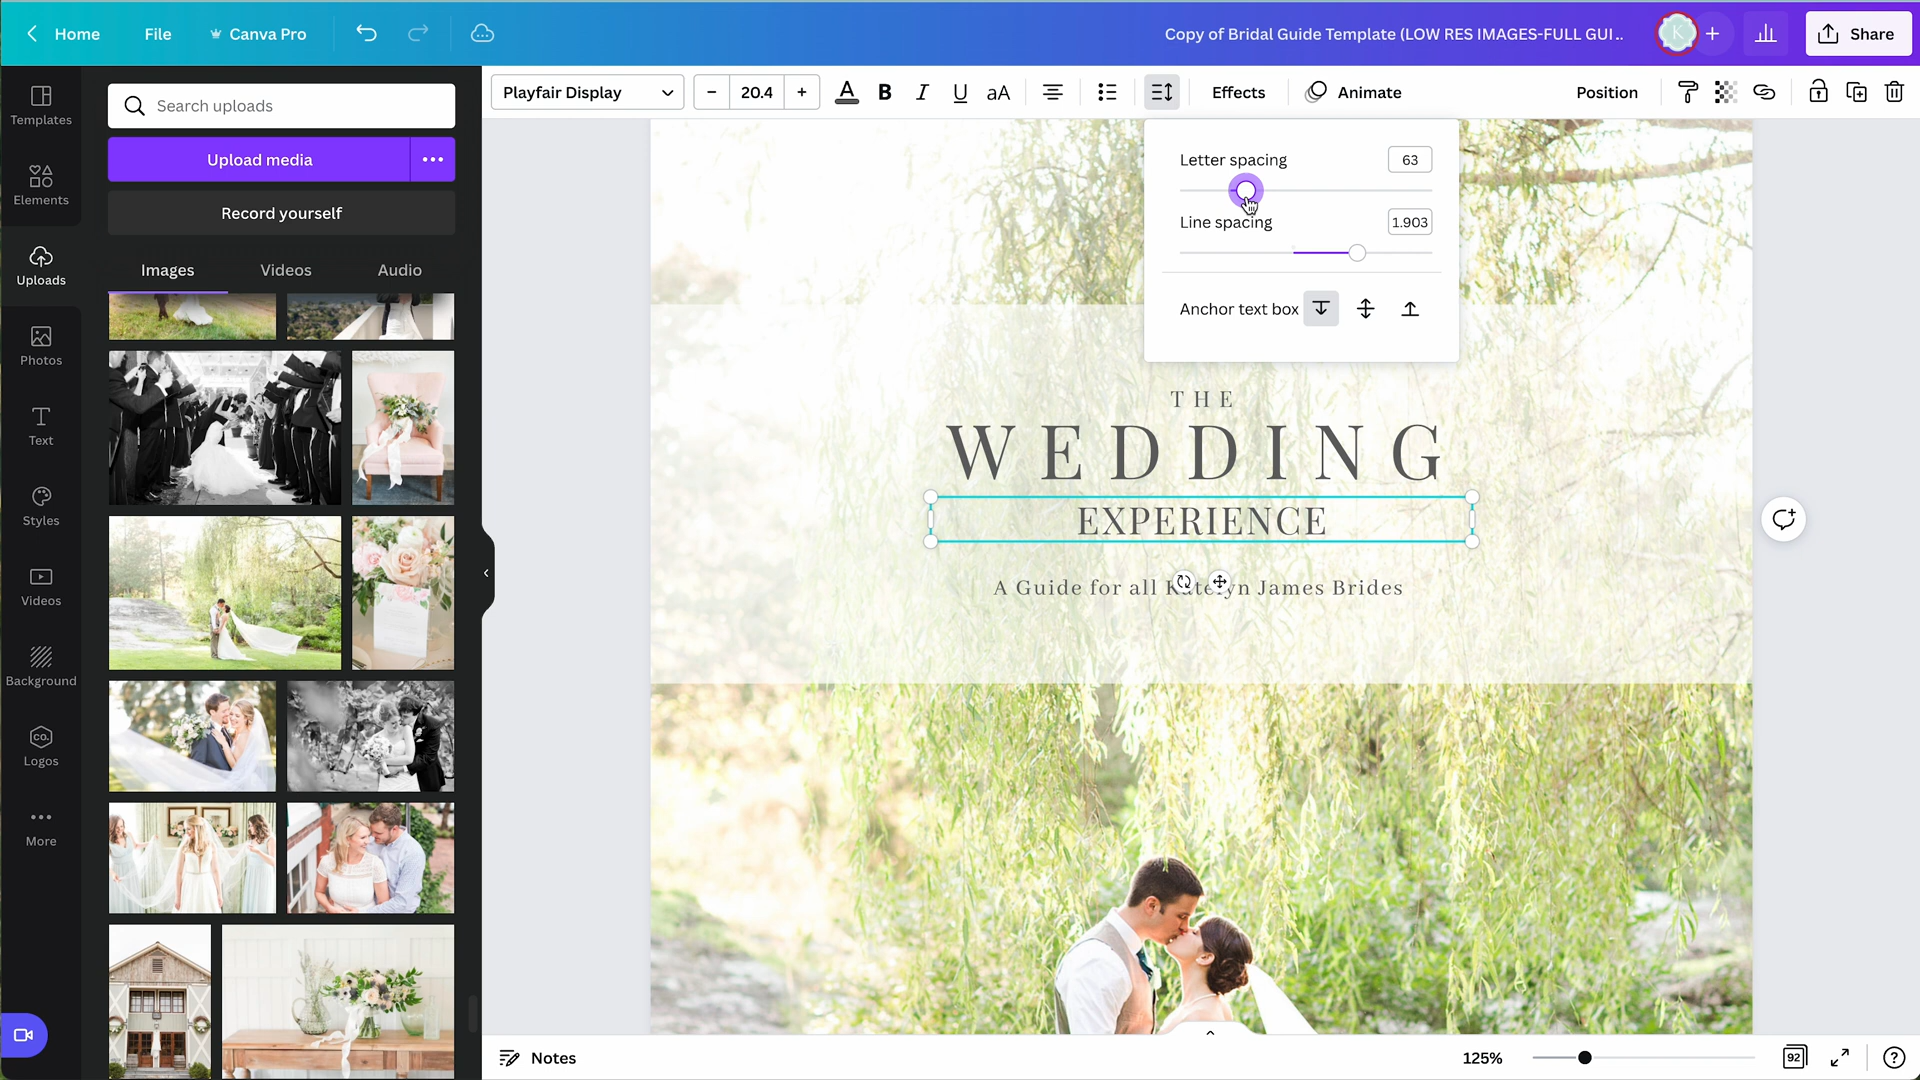 Home
File
Canva Pro
Copy of Bridal Guide Template (LOW RES IMAGES-FULL GUI..
K
Share
Templates
Elements
Uploads
Photos
Text
Styles
Videos
Background
CO.
Logos
More
Search uploads
Upload media
Record yourself
Images
Videos
Audio
Playfair Display
20.4
A
B
I
U
aA
Effects
Animate
Position
Letter spacing
63
Line spacing
1.903
Anchor text box
THE
WEDDING
EXPERIENCE
A Guide for all Katelyn James Brides
Notes
125%
92
?